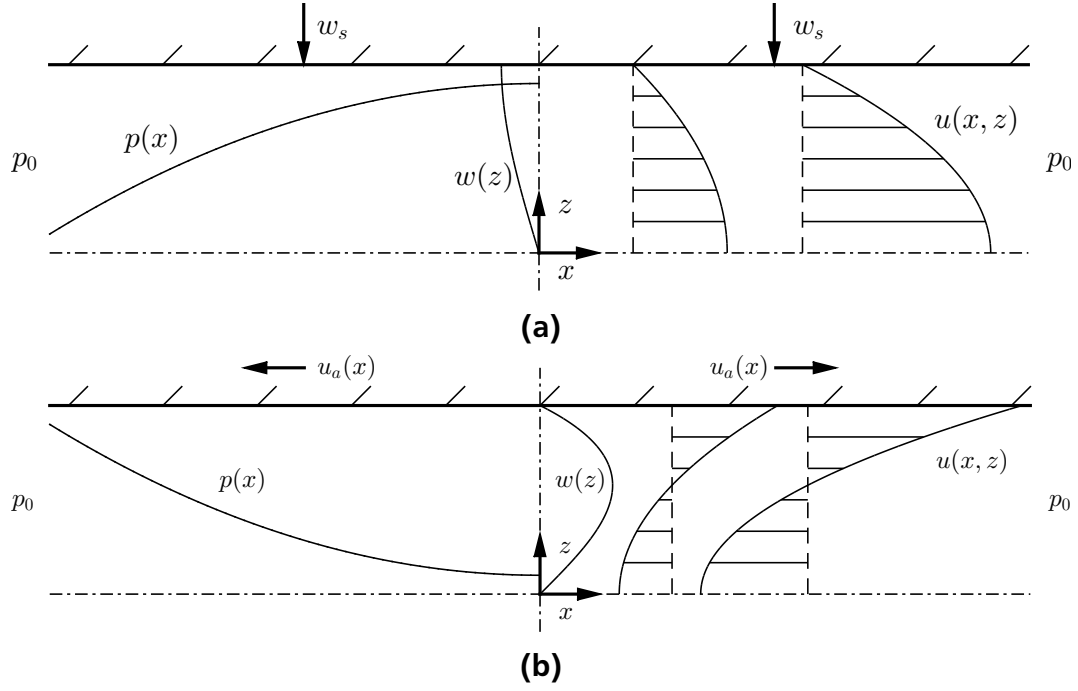 w_s w_s
p(x) u(x, z)
p_0 w(z) p_0
z
x
(a)
u_a(x) u_a(x)
p(x) w(z) u(x, z)
p_0 p_0
z
x
(b)